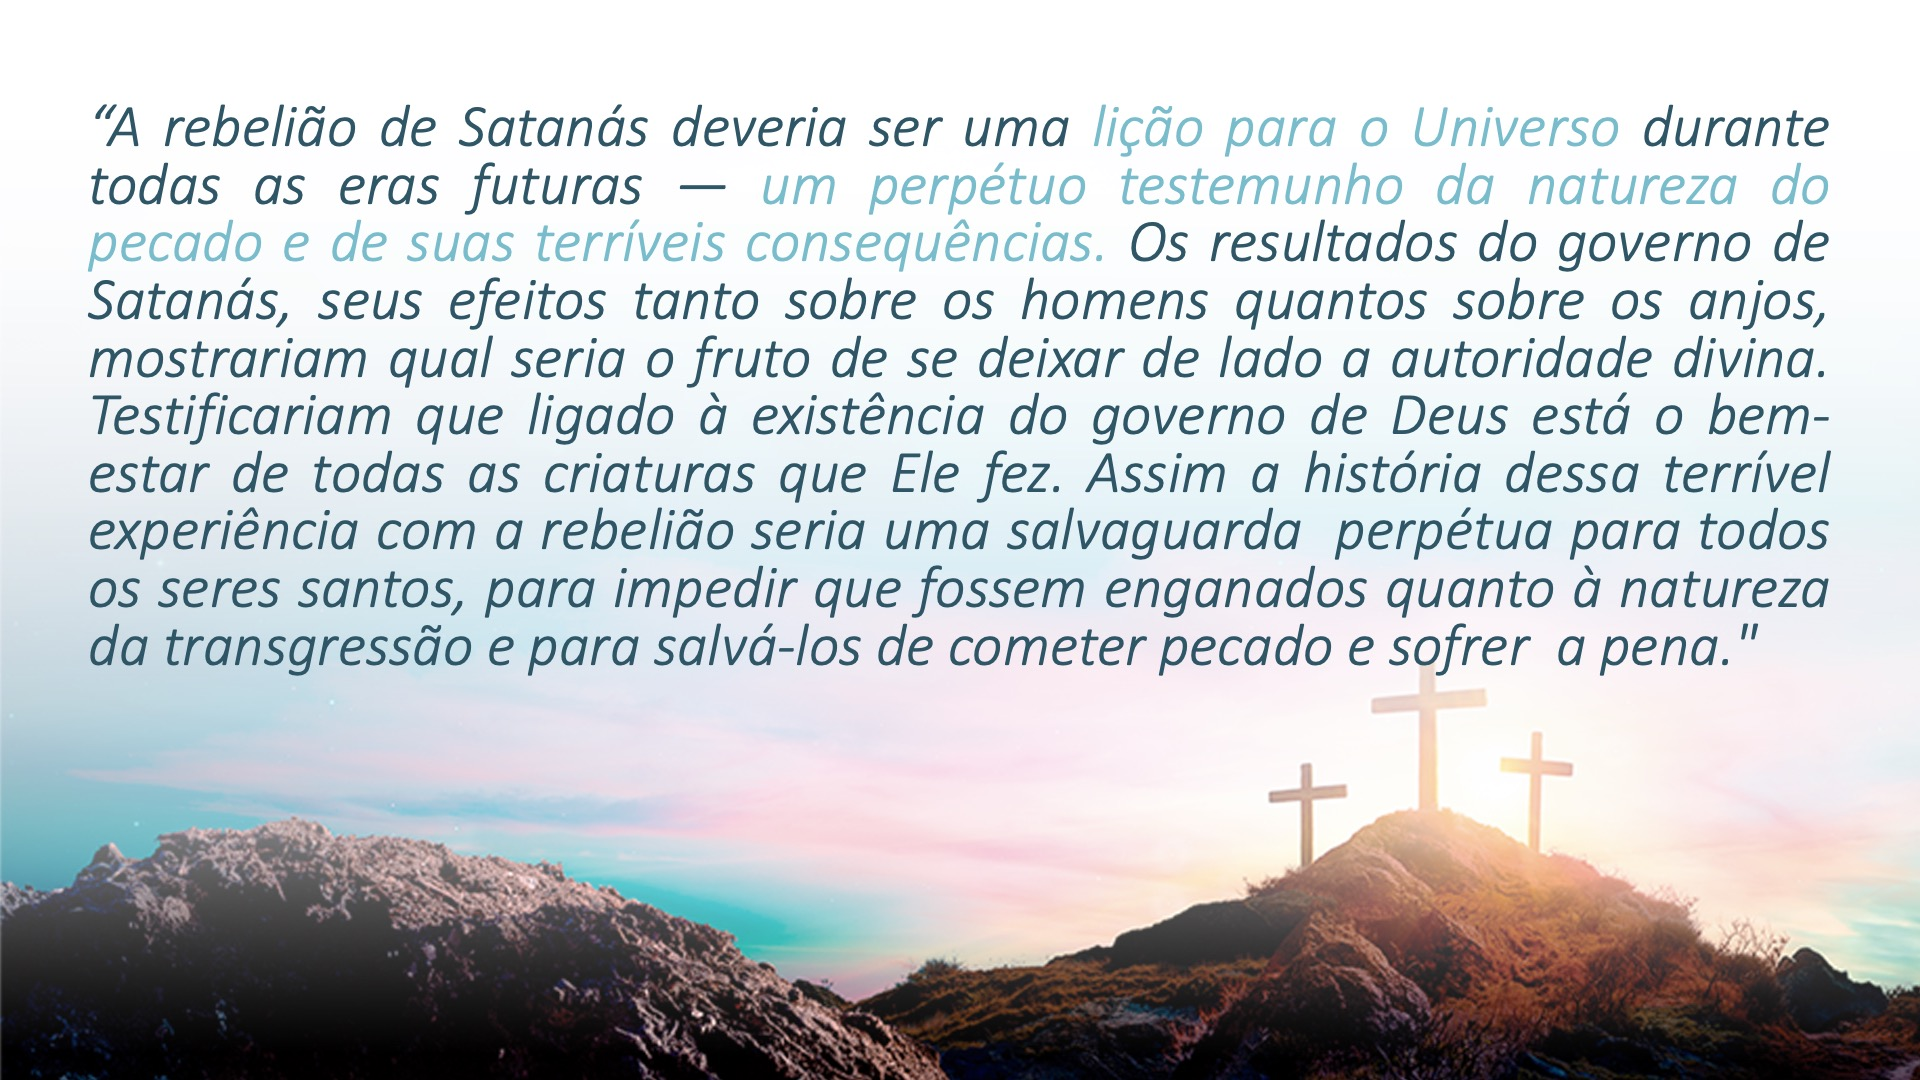 “A rebelião de Satanás deveria ser uma lição para o Universo durante
todas as eras futuras — um perpétuo testemunho da natureza do
pecado e de suas terríveis consequências. Os resultados do governo de
Satanás, seus efeitos tanto sobre os homens quantos sobre os anjos,
mostrariam qual seria o fruto de se deixar de lado a autoridade divina.
Testificariam que ligado à existência do governo de Deus está o bem-
estar de todas as criaturas que Ele fez. Assim a história dessa terrível
experiência com a rebelião seria uma salvaguarda  perpétua para todos
os seres santos, para impedir que fossem enganados quanto à natureza
da transgressão e para salvá-los de cometer pecado e sofrer  a pena."